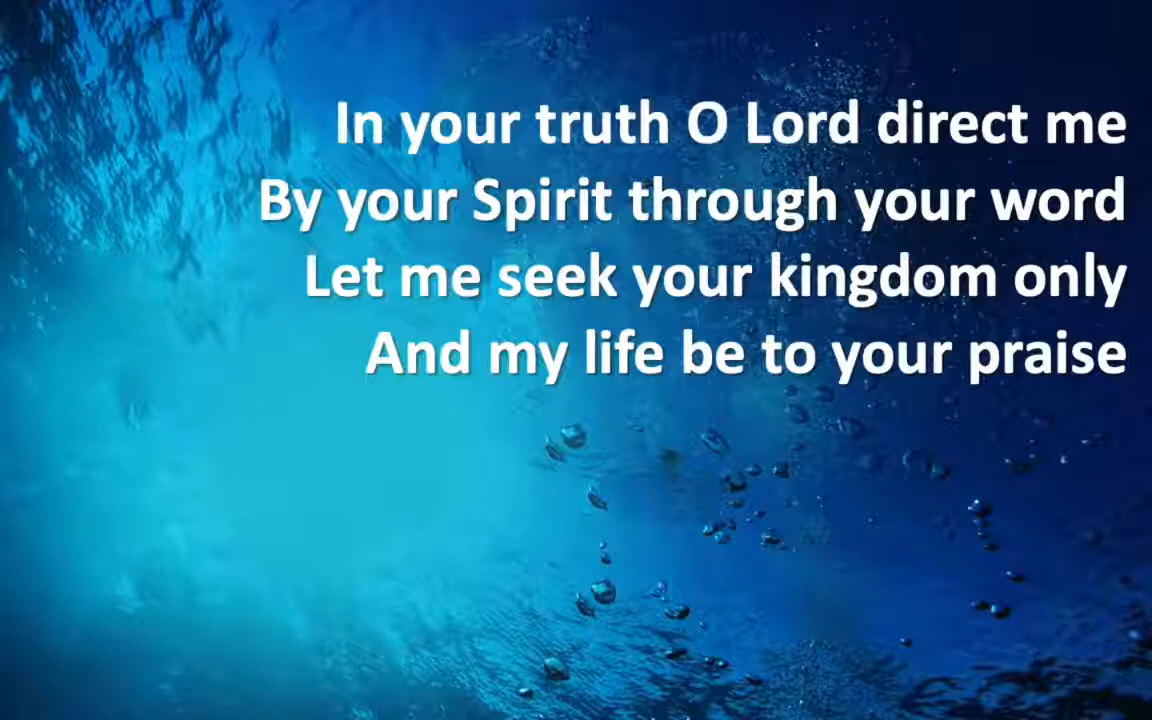 In your truth O Lord direct me
By your Spirit through your word
Let me seek your kingdom only
And my life be to your praise